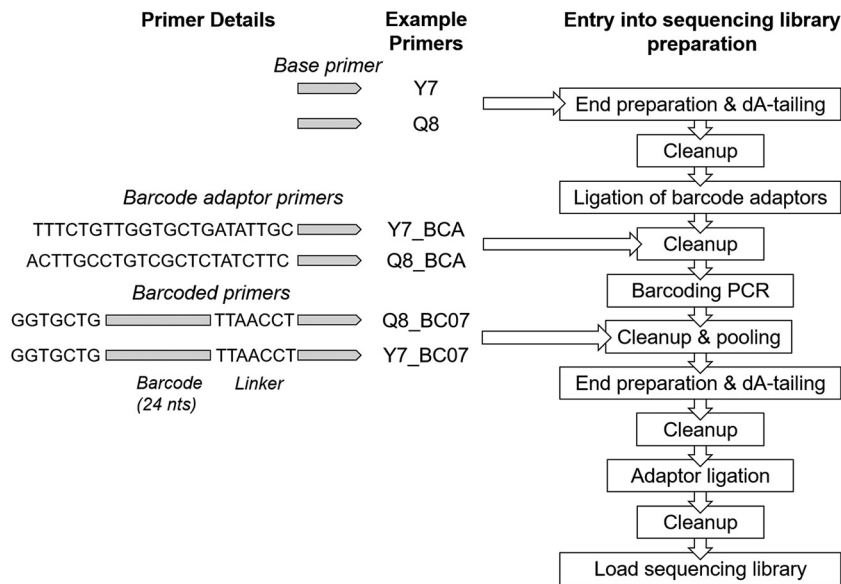 Primer Details
Example
Primers
Entry into sequencing library
preparation
Base primer
Y7
Q8
Barcode adaptor primers
TTTCTGTTGGTGCTGATATTGC
Y7_BCA
ACTTGCCTGTCGCTCTATCTTC
Q8_BCA
Barcoded primers
GGTGCTG
TTAACCT
Q8_BC07
GGTGCTG
TTAACCT
Y7_BC07
Barcode
(24 nts)
Linker
End preparation & dA-tailing
Cleanup
Ligation of barcode adaptors
Cleanup
Barcoding PCR
Cleanup & pooling
End preparation & dA-tailing
Cleanup
Adaptor ligation
Cleanup
Load sequencing library